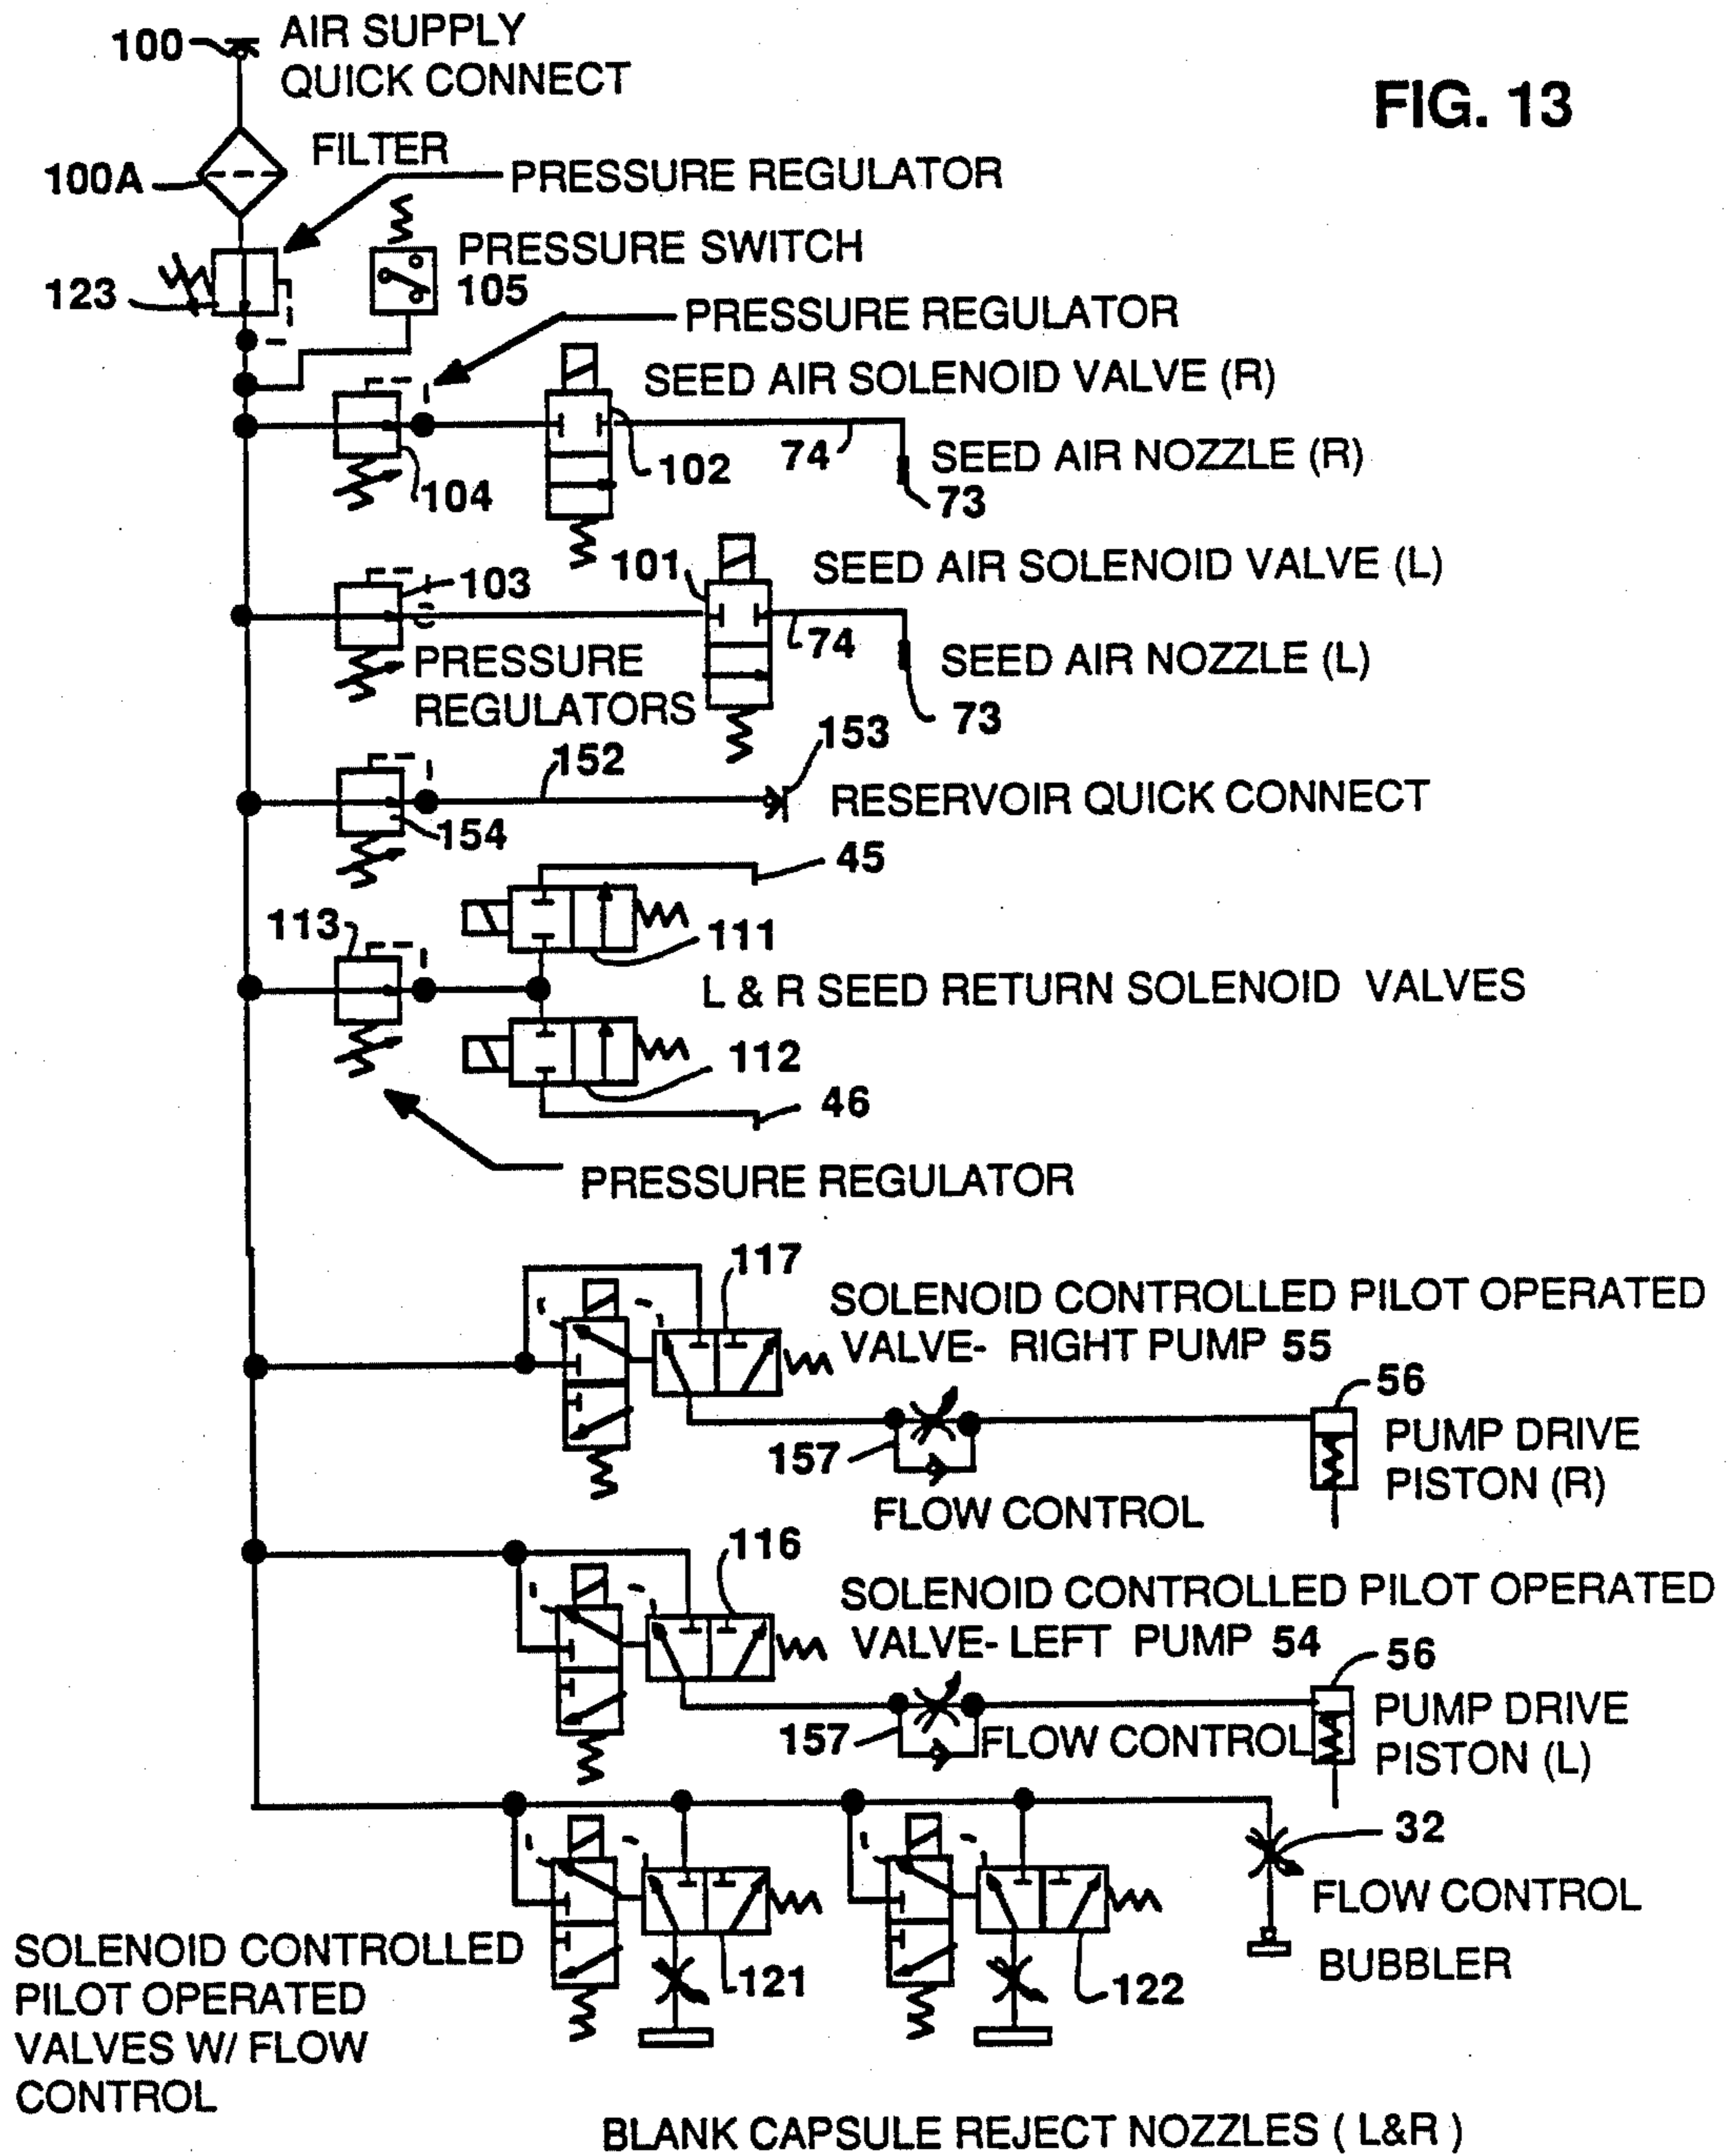 100
AIR SUPPLY
QUICK CONNECT
FIG. 13
100A
FILTER
PRESSURE REGULATOR
123
PRESSURE SWITCH
105
PRESSURE REGULATOR
SEED AIR SOLENOID VALVE (R)
104
102
74
SEED AIR NOZZLE (R)
73
103
101
SEED AIR SOLENOID VALVE (L)
PRESSURE
REGULATORS
74
SEED AIR NOZZLE (L)
73
152
153
RESERVOIR QUICK CONNECT
154
45
113
111
L & R SEED RETURN SOLENOID VALVES
112
46
PRESSURE REGULATOR
117
SOLENOID CONTROLLED PILOT OPERATED
VALVE- RIGHT PUMP 55
56
157
PUMP DRIVE
PISTON (R)
FLOW CONTROL
116
SOLENOID CONTROLLED PILOT OPERATED
VALVE- LEFT PUMP 54
56
157
FLOW CONTROL
PUMP DRIVE
PISTON (L)
32
FLOW CONTROL
BUBBLER
SOLENOID CONTROLLED
PILOT OPERATED
VALVES W/ FLOW
CONTROL
121
122
BLANK CAPSULE REJECT NOZZLES ( L&R )